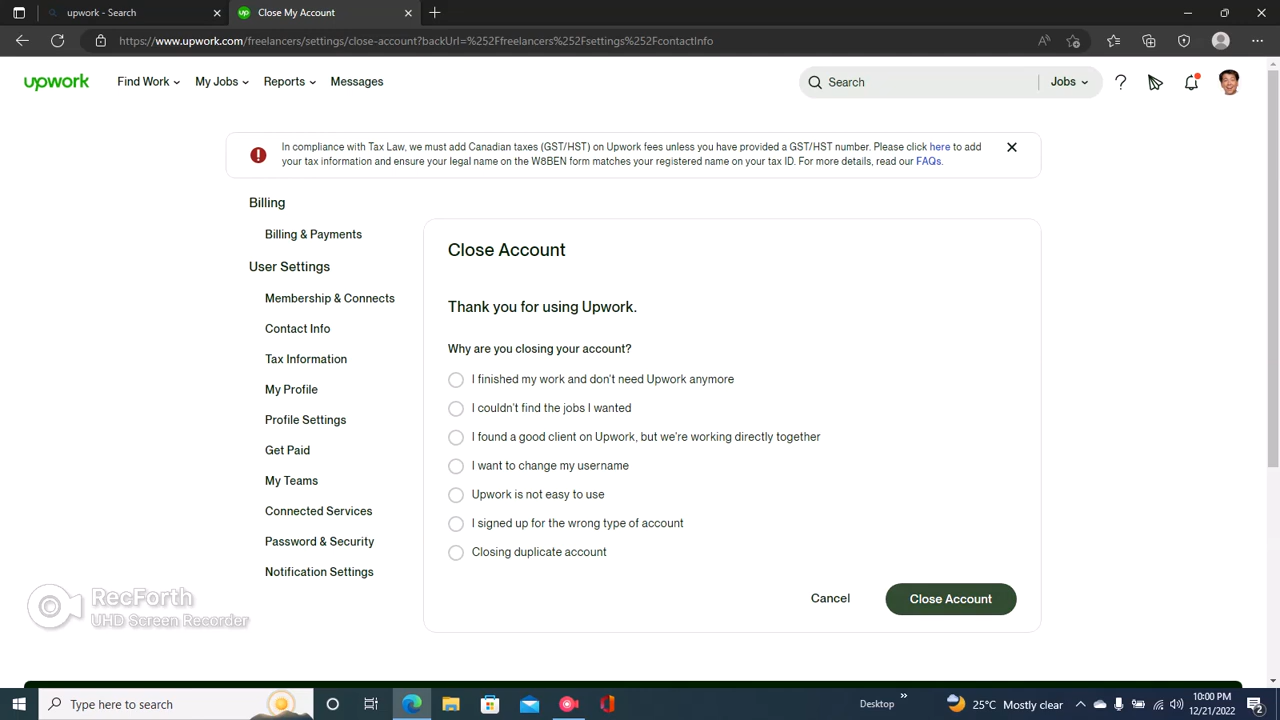 upwork - Search
up Close My Account
https://www.upwork.com/freelancers/settings/close-account?backUrl=%252Ffreelancers%252Fsettings%252FcontactInfo
upwork Find Work My Jobs Reports Messages Search Jobs
In compliance with Tax Law, we must add Canadian taxes (GST/HST) on Upwork fees unless you have provided a GST/HST number. Please click here to add
your tax information and ensure your legal name on the W8BEN form matches your registered name on your tax ID. For more details, read our FAQs.
Billing
Billing & Payments
User Settings
Membership & Connects
Contact Info
Tax Information
My Profile
Profile Settings
Get Paid
My Teams
Connected Services
Password & Security
Notification Settings
Close Account
Thank you for using Upwork.
Why are you closing your account?
I finished my work and don't need Upwork anymore
I couldn't find the jobs I wanted
I found a good client on Upwork, but we're working directly together
I want to change my username
Upwork is not easy to use
I signed up for the wrong type of account
Closing duplicate account
Cancel Close Account
RecForth
UHD Screen Recorder
Type here to search
Desktop
25°C Mostly clear
10:00 PM
12/21/2022
2